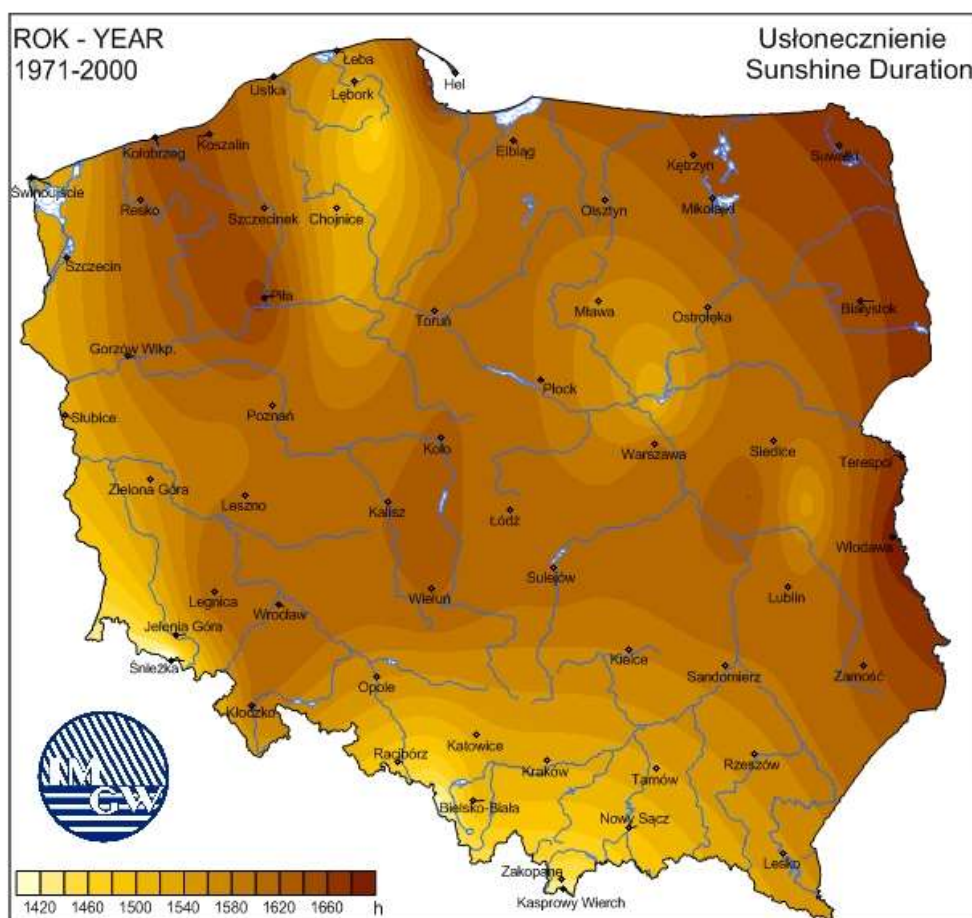 ROK - YEAR
1971-2000
Usłonecznienie
Sunshine Duration
Łeba
Ustka
Lębork
Hel
Kołobrzeg
Koszalin
Elbląg
Kętrzyn
Suwałki
Świnoujście
Resko
Szczecinek
Chojnice
Olsztyn
Mikołajki
Szczecin
Piła
Toruń
Mława
Ostrołęka
Białystok
Gorzów Wlkp.
Płock
Słubice
Poznań
Koło
Warszawa
Siedlce
Terespol
Zielona Góra
Leszno
Kalisz
Łódź
Włodawa
Sulejów
Legnica
Wrocław
Wieluń
Lublin
Jelenia Góra
Śnieżka
Kielce
Sandomierz
Zamość
Opole
Kłodzko
Racibórz
Katowice
Kraków
Tarnów
Rzeszów
Bielsko-Biała
Nowy Sącz
Lesko
Zakopane
Kasprowy Wierch
IM
GW
1420 1460 1500 1540 1580 1620 1660 h